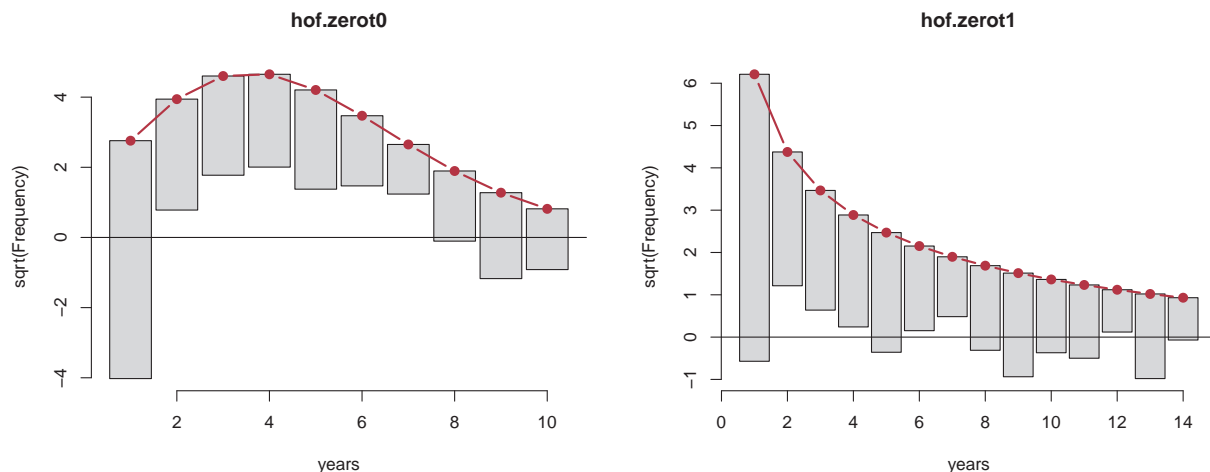 hof.zerot0
sqrt(Frequency)
4
2
0
−2
−4
2 4 6 8 10
years
hof.zerot1
sqrt(Frequency)
6
5
4
3
2
1
0
−1
0 2 4 6 8 10 12 14
years